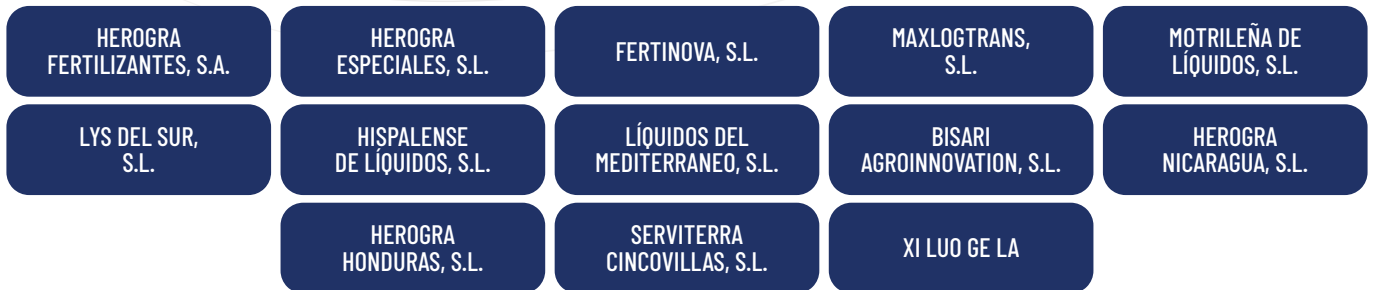 HEROGRA
FERTILIZANTES, S.A.
HEROGRA
ESPECIALES, S.L.
FERTINOVA, S.L.
MAXLOGTRANS,
S.L.
MOTRILEÑA DE
LÍQUIDOS, S.L.
LYS DEL SUR,
S.L.
HISPALENSE
DE LÍQUIDOS, S.L.
LÍQUIDOS DEL
MEDITERRANEO, S.L.
BISARI
AGROINNOVATION, S.L.
HEROGRA
NICARAGUA, S.L.
HEROGRA
HONDURAS, S.L.
SERVITERRA
CINCOVILLAS, S.L.
XI LUO GE LA